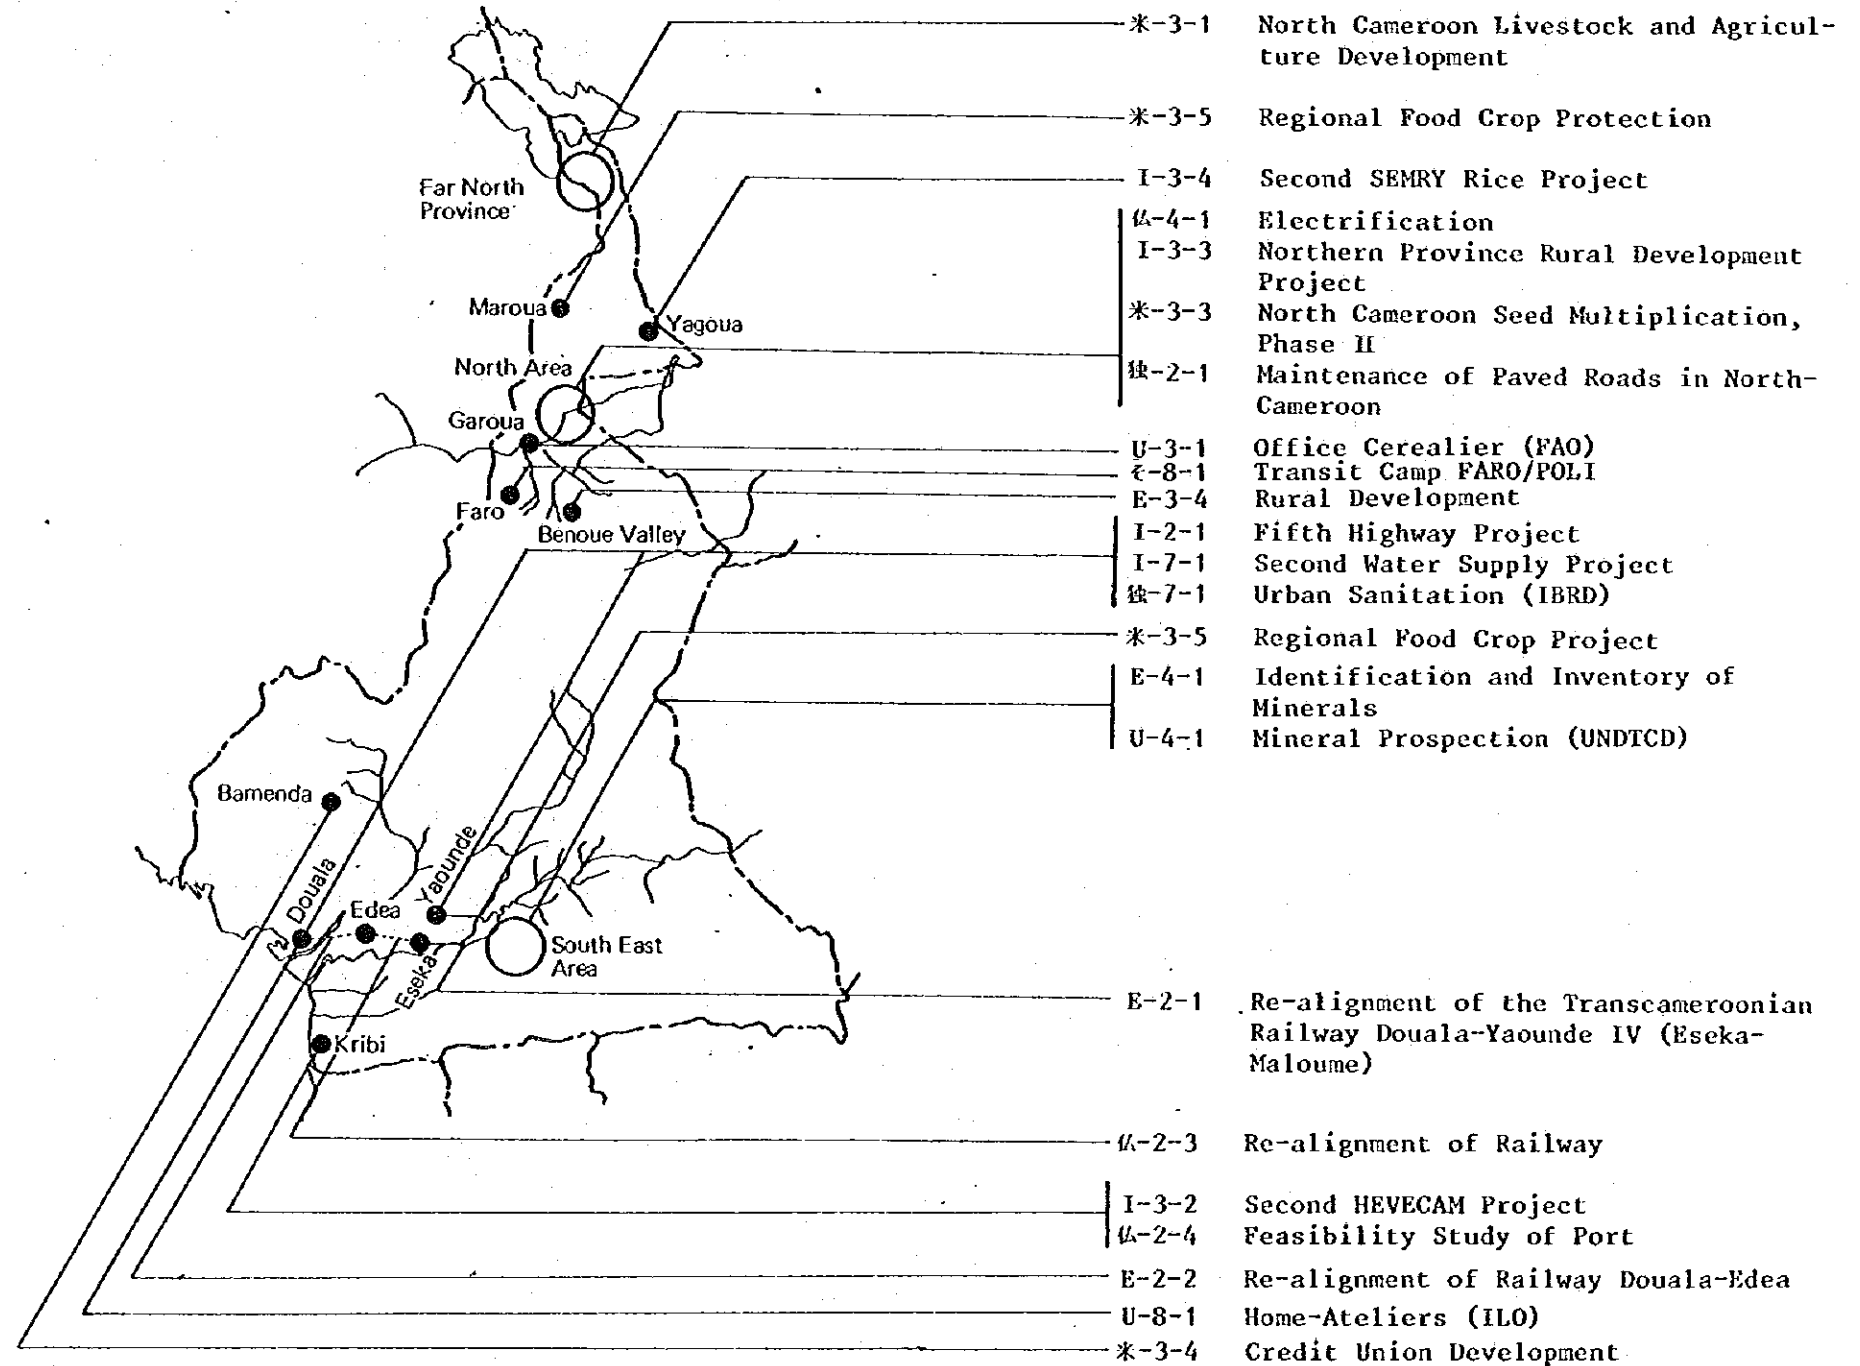 米-3-1 North Cameroon Livestock and Agricul-
ture Development
米-3-5 Regional Food Crop Protection
I-3-4 Second SEMRY Rice Project
仏-4-1 Electrification
I-3-3 Northern Province Rural Development
Project
米-3-3 North Cameroon Seed Multiplication,
Phase II
独-2-1 Maintenance of Paved Roads in North-
Cameroon
U-3-1 Office Cerealier (FAO)
そ-8-1 Transit Camp FARO/POLI
E-3-4 Rural Development
I-2-1 Fifth Highway Project
I-7-1 Second Water Supply Project
独-7-1 Urban Sanitation (IBRD)
米-3-5 Regional Food Crop Project
E-4-1 Identification and Inventory of
Minerals
U-4-1 Mineral Prospection (UNDTCD)
E-2-1 Re-alignment of the Transcameroonian
Railway Douala-Yaounde IV (Eseka-
Maloume)
仏-2-3 Re-alignment of Railway
I-3-2 Second HEVECAM Project
仏-2-4 Feasibility Study of Port
E-2-2 Re-alignment of Railway Douala-Edea
U-8-1 Home-Ateliers (ILO)
米-3-4 Credit Union Development
Far North
Province
Maroua
Yagoua
North Area
Garoua
Faro
Benoue Valley
Bamenda
Douala
Edea
Yaounde
Eseka
South East
Area
Kribi